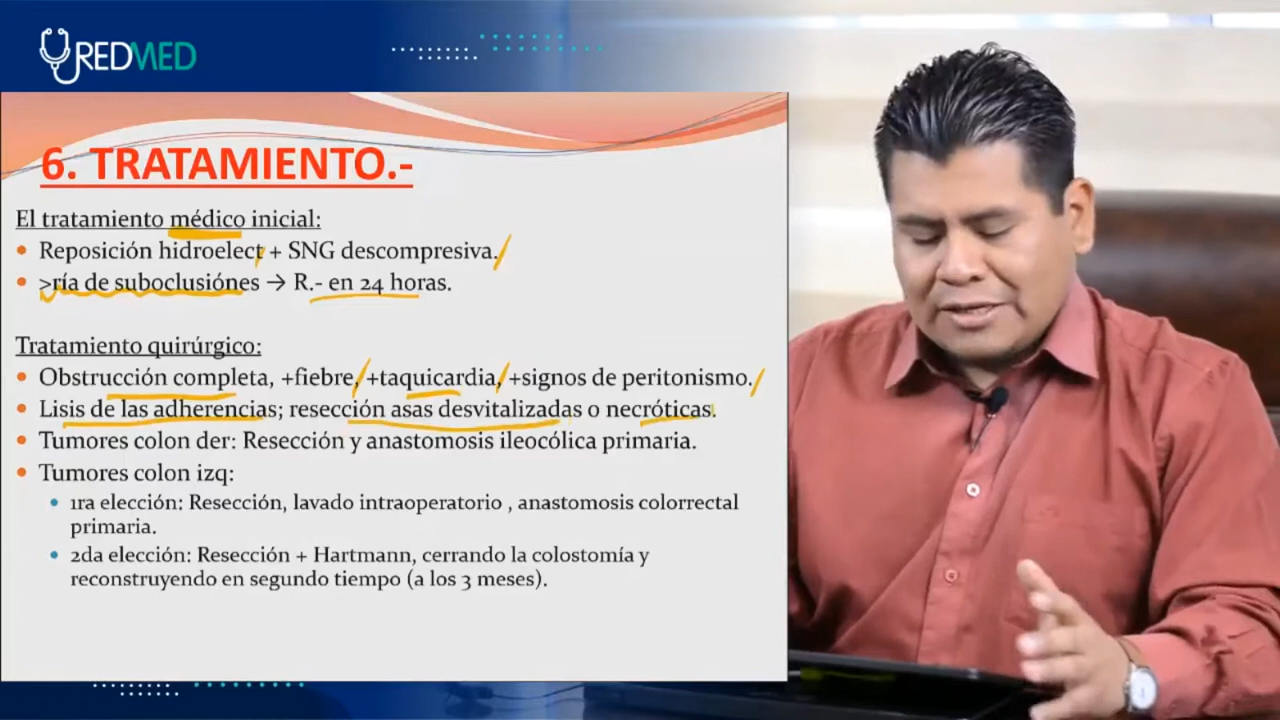 REDMED
6. TRATAMIENTO.-
El tratamiento médico inicial:
Reposición hidroelect + SNG descompresiva.
>ría de suboclusiónes → R.- en 24 horas.
Tratamiento quirúrgico:
Obstrucción completa, +fiebre, +taquicardia, +signos de peritonismo.
Lisis de las adherencias; resección asas desvitalizadas o necróticas.
Tumores colon der: Resección y anastomosis ileocólica primaria.
Tumores colon izq:
1ra elección: Resección, lavado intraoperatorio , anastomosis colorrectal
primaria.
2da elección: Resección + Hartmann, cerrando la colostomía y
reconstruyendo en segundo tiempo (a los 3 meses).